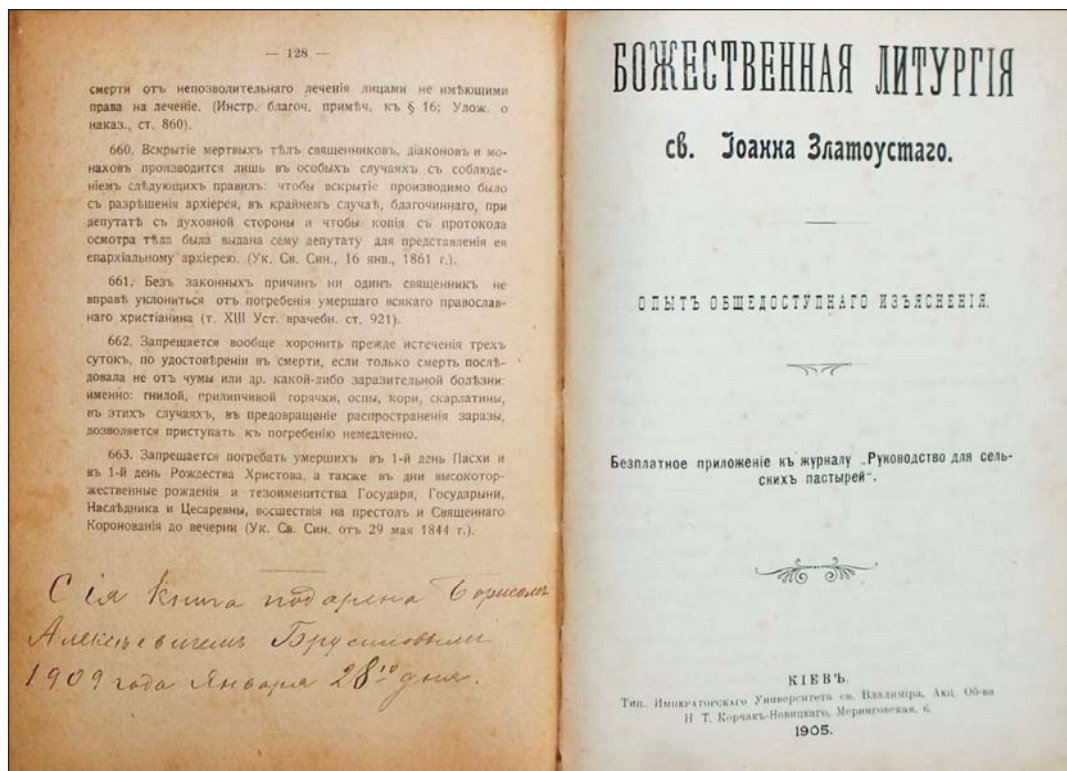 — 128 —
смерти отъ непозволительнаго леченія лицами не имѣющими
права на леченіе. (Инстр. благоч. примѣч. къ § 16; Улож. о
наказ., ст. 860).
660. Вскрытіе мертвыхъ тѣлъ священниковъ, діаконовъ и мо-
наховъ производится лишь въ особыхъ случаяхъ съ соблюде-
ніемъ слѣдующихъ правилъ: чтобы вскрытіе производимо было
съ разрѣшенія архіерея, въ крайнемъ случаѣ, благочиннаго, при
депутатѣ съ духовной стороны и чтобы копія съ протокола
осмотра тѣла была выдана сему депутату для представленія ея
епархіальному архіерею. (Ук. Св. Син., 16 янв., 1861 г.).
661. Безъ законныхъ причинъ ни одинъ священникъ не
вправѣ уклониться отъ погребенія умершаго всякаго православ-
наго христіанина (т. XIII Уст. врачебн. ст. 921).
662. Запрещается вообще хоронить прежде истеченія трехъ
сутокъ, по удостовѣреніи въ смерти, если только смерть послѣ-
довала не отъ чумы или др. какой-либо заразительной болѣзни:
именно: гнилой, прилипчивой горячки, оспы, кори, скарлатины,
въ этихъ случаяхъ, въ предовращеніе распространенія заразы,
дозволяется приступать къ погребенію немедленно.
663. Запрещается погребать умершихъ въ 1-й день Пасхи и
въ 1-й день Рождества Христова, а также въ дни высокотор-
жественные рожденія и тезоименитства Государя, Государыни,
Наслѣдника и Цесаревны, восшествія на престолъ и Священнаго
Коронованія до вечерни (Ук. Св. Син. отъ 29 мая 1844 г.).
Сія книга подарена Борисомъ
Алексѣевичемъ Брусиловымъ
1909 года Января 28го дня.
БОЖЕСТВЕННАЯ ЛИТУРГІЯ
св. Іоанна Златоустаго.
ОПЫТЪ ОБЩЕДОСТУПНАГО ИЗЪЯСНЕНІЯ.
Безплатное приложеніе къ журналу „Руководство для сель-
скихъ пастырей“.
КІЕВЪ.
Тип. Императорскаго Университета св. Владиміра, Акц. Об-ва
Н Т. Корчакъ-Новицкаго, Меринговская, 6.
1905.